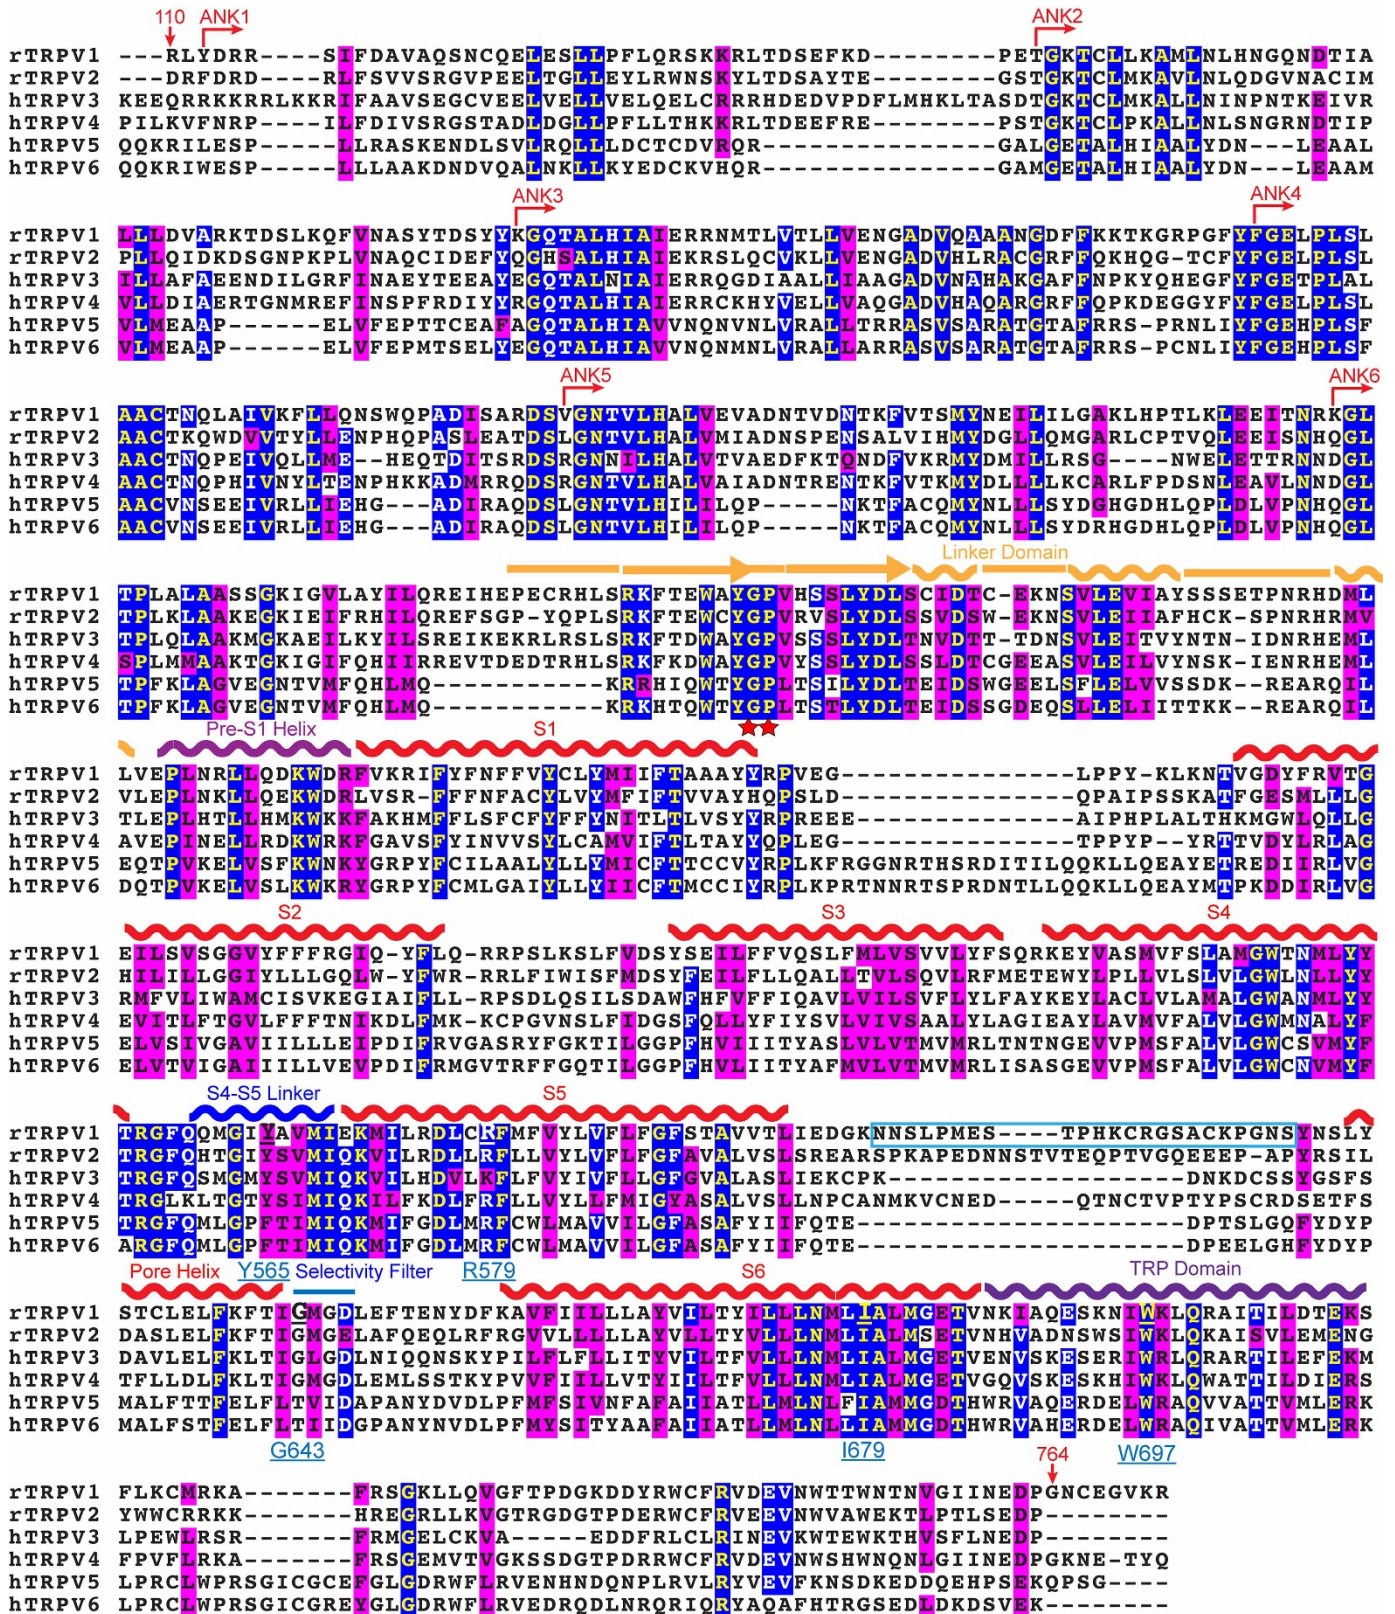 110 ANK1 ANK2
rTRPV1 ---RLYDRR------SIFDAVAQSNCQELESLLPFLQRSKKRLTDSEFKD--------PETGKTCLLKAMLNLHNGQNDTIA
rTRPV2 ---DRFDRD------RLFSVVSRGVPEELTGLLEYLRWNSKYLTDSAYTE--------GSTGKTCLMKAVLNLQDGVNACIM
hTRPV3 KEEQRRKKRRLKKRIFAAVSEGCVEELVELLVELQELCRRRHDEDVPDFLMHKLTASDTGKTCLMKALLNINPNTKEIVR
hTRPV4 PILKVFNRP-----ILFDIVSRGSTADLDGLLPFLLTHKKRLTDEEFRE--------PSTGKTCLPKALLNLSNGRNDTIP
hTRPV5 QQKRILESP-----LLRASKENDLSVLRQLLLDCTCDVRQR---------------GALGETALHIAALYDN---LEAAL
hTRPV6 QQKRIWESP-----LLLAAKDNDVQALNKLLKYEDCKVHQR---------------GAMGETALHIAALYDN---LEAAM
ANK3 ANK4
rTRPV1 LLLDVARKTDSLKQFVNASYTDSYYKGQTALHIAIERRNMTLVTLLVENGADVQAAANGDFFKKTKGRPGFYFGELPLSL
rTRPV2 PLLQIDKDSGNPKPLVNAQCIDEFYQGHSALHIAIEKRSLQCVKLLVENGADVHLRACGRFFQKHQG-TCFYFGELPLSL
hTRPV3 ILLAFAEENDILGRFINAEYTEEAYEGQTALNIAIERRQGDIAALLIAAGADVNAHAKGAFFNPKYQHEGFYFGETPLAL
hTRPV4 VLLDIAERTGNMREFINSPFRDIYYRGQTALHIAIERRCKHYVELLVAQGADVHAQARGRFFQPKDEGGYFYFGELPLSL
hTRPV5 VLMEAAP------ELVFEPTTCEAFAGQTALHIAVVNQNVNLVRALLTRRASVSARATGTAFRRS-PRNLIYFGEHPLSF
hTRPV6 VLMEAAP------ELVFEPMTSELYEGQTALHIAVVNQNMNLVRALLARRASVSARATGTAFRRS-PCNLIYFGEHPLSF
ANK5 ANK6
rTRPV1 AACTNQLAIVKFLLQNSWQPADISARDSVGNTVLHALVEVADNTVDNTKFVTSMYNEILILGAKLHPTLKLEEITNRKGL
rTRPV2 AACTKQWDVVTYLLENPHQPASLEATDSLGNTVLHALVMIADNSPENSALVIHMYDGLLQMGARLCPTVQLEEISNHQGL
hTRPV3 AACTNQPEIVQLLME--HEQTDITSRDSRGNNILHALVTVAEDFKTQNDFVKRMYDMILLRSG----NWELETTRNNDGL
hTRPV4 AACTNQPHIVNYLTENPHKKADMRRQDSRGNTVLHALVAIADNTRENTKFVTKMYDLLLLKCARLFPDSNLEAVLNNDGL
hTRPV5 AACVNSEEIVRLLIEHG---ADIRAQDSLGNTVLHILILQP-----NKTFACQMYNLLLSYDGHGDHLQPLDLVPNHQGL
hTRPV6 AACVNSEEIVRLLIEHG---ADIRAQDSLGNTVLHILILQP-----NKTFACQMYNLLLSYDRHGDHLQPLDLVPNHQGL
Linker Domain
rTRPV1 TPLALAASSGKIGVLAYILQREIHEPECRHLSRKFTEWAYGPVHSSLYDLSCIDTC-EKNSVLEVIAYSSSETPNRHDML
rTRPV2 TPLKLAAKEGKIEIFRHILQREFSGP-YQPLSRKFTEWCYGPVRVSLYDLSSVDSW-EKNSVLEIIAFHCK-SPNRHRMV
hTRPV3 TPLQLAAKMGKAEILKYILSREIKEKRLRSLSRKFTDWAYGPVSSSLYDLTNVDTT-TDNSVLEITVYNTN-IDNRHEML
hTRPV4 SPLMMAAKTGKIGIFQHIIRREVTDEDTRHLSRKFKDWAYGPVYSSLYDLSSLDTCGEEASVLEILVYNSK-IENRHEML
hTRPV5 TPFKLAGVEGNTVMFQHLMQ-----------KRRHIQWTYGPLTSILYDLTEIDSWGEELSFLELVVSSDK--REARQIL
hTRPV6 TPFKLAGVEGNTVMFQHLMQ-----------KRKHTQWTYGPLTSTLYDLTEIDSSGDEQSLLELIITTKK--REARQIL
Pre-S1 Helix S1
rTRPV1 LVEPLNRLLQDKWDRFVKRIFYFNFFVYCLYMIIFTAAAYYRPVEG---------------LPPY-KLKNTVGDYFRVTG
rTRPV2 VLEPLNKLLQEKWDRLVSR-FFFNFACYLVYMFIFTVVAYHQPSLD---------------QPAIPSSKATFGESMLLLG
hTRPV3 TLEPLHTLLHMKWKKFAKHMFFLSFCFYFFYNITLTLVSYYRPREEE--------------AIPHPLALTHKMGWLQLLG
hTRPV4 AVEPINELLRDKWRKFGAVSFYINVVSYLCAMVIFTLTAYYQPLEG---------------TPPYP--YRTTVDYLRLAG
hTRPV5 EQTPVKELVSFKWNKYGRPYFCILAALYLLYMICFTTCCVYRPLKFRGGNRTHSRDITILQQKLLQEAYETREDIIRLVG
hTRPV6 DQTPVKELVSLKWKRYGRPYFCMLGAIYLLYIICFTMCCIYRPLKPRTNNRTSPRDNTLLQQKLLQEAYMTPKDDIRLVG
S2 S3 S4
rTRPV1 EILSVSGGVYFFFRGIQ-YFLQ-RRPSLKSLFVDSYSEILFFVQSLFMLVSVVLYFSQRKEYVASMVFSLAMGWTNMLYY
rTRPV2 HILILLGGIYLLLGQLW-YFWR-RRLFIWISFMDSYFEILFLLQALLTVLSQVLRFMETEWYLPLLVLSLVLGWLNLLYY
hTRPV3 RMFVLIWAMCISVKEGIAIFLL-RPSDLQSILSDAWFHFVFFIQAVLVILSVFLYLFAYKEYLACLVLAMALGWANMLYY
hTRPV4 EVITLFTGVLFFFTNIKDLFMK-KCPGVNSLFIDGSFQLLYFIYSVLVIVSAALYLAGIEAYLAVMVFALVLGWMNALYF
hTRPV5 ELVSIVGAVIILLLEIPDIFRVGASRYFGKTILGGPFHVIIITYASLVLVTMVMRLTNTNGEVVPMSFALVLGWCSVMYF
hTRPV6 ELVTVIGAIIILLVEVPDIFRMGVTRFFGQTILGGPFHVLIITYAFMVLVTMVMRLISASGEVVPMSFALVLGWCNVMYF
S4-S5 Linker S5
rTRPV1 TRGFQQMGIYAVMIEKMILRDLCRFMFVYLVFLFGFSTAVVTLIEDGKNNSLPMES----TPHKCRGSACKPGNSYNSLY
rTRPV2 TRGFQHTGIYSVMIQKVILRDLLRFLLVYLVFLFGFAVALVSLSREARSPKAPEDNNSTVTEQPTVGQEEEP-APYRSIL
hTRPV3 TRGFQSMGMYSVMIQKVILHDVLKFLFVYIVFLLGFGVALASLIEKCPK--------------------DNKDCSSYGSFS
hTRPV4 TRGLKLTGTYSIMIQKILFKDLFRFLLVYLLFMIGYASALVSLLNPCANMKVCNED-----QTNCTVPTYPSCRDSETFS
hTRPV5 TRGFQMLGPFTIMIQKMIFGDLMRFCWLMAVVILGFASAFYIIFQTE---------------------DPTSLGQFYDYP
hTRPV6 ARGFQMLGPFTIMIQKMIFGDLMRFCWLMAVVILGFASAFYIIFQTE---------------------DPEELGHFYDYP
Pore Helix Y565 Selectivity Filter R579 S6 TRP Domain
rTRPV1 STCLELFKFTIGMGDLEFTENYDFKAVFIILLLAYVILTYILLLNMLIALMGETVNKIAQESKNIWKLQRAITILDTEKS
rTRPV2 DASLELFKFTIGMGELAFQEQLRFRGVVLLLLLAYVLLTYVLLLNMLIALMSETVNHVADNSWSIWKLQKAISVLEMENG
hTRPV3 DAVLELFKLTIGLGDLNIQQNSKYPILFLFLLITYVILTFVLLLNMLIALMGETVENVSKESERIWRLQRARTILEFEKM
hTRPV4 TFLLDLFKLTIGMGDLEMLSSTKYPVVFIILLVTYIILTFVLLLNMLIALMGETVGQVSKESKHIWKLQWATTILDIERS
hTRPV5 MALFTTFELFLTVIDAPANYDVDLPFMFSIVNFAFAIIATLLMLNLFIAMMGDTHWRVAQERDELWRAQVVATTVMLERK
hTRPV6 MALFSTFELFLTIIDGPANYNVDLPFMYSITYAAFAIIATLLMLNLLIAMMGDTHWRVAHERDELWRAQIVATTVMLERK
G643 I679 W697
764
rTRPV1 FLKCMRKA-------FRSGKLLQVGFTPDGKDDYRWCFRVDEVNWTTWNTNVGIINEDPGNCEGVKR
rTRPV2 YWWCRRKK-------HREGRLLKVGTRGDGTPDERWCFRVEEVNWVAWEKTLPTLSEDP--------
hTRPV3 LPEWLRSR-------FRMGELCKVA----EDDFRLCLRINEVKWTEWKTHVSFLNEDP--------
hTRPV4 FPVFLRKA-------FRSGEMVTVGKSSDGTPDRRWCFRVDEVNWSHWNQNLGIINEDPGKNE-TYQ
hTRPV5 LPRCLWPRSGICGCEFGLGDRWFLRVENHNDQNPLRVLRYVEVFKNSDKEDDQEHPSEKQPSG----
hTRPV6 LPRCLWPRSGICGREYGLGDRWFLRVEDRQDLNRQRIQRYAQAFHTRGSEDLDKDSVEK--------